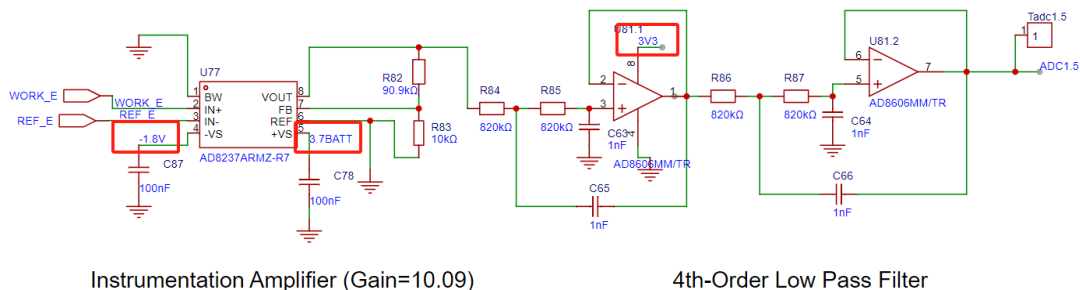 U81.1
3V3
Tadc1.5
1
U81.2
ADC1.5
U77
R82
90.9kΩ
8
2
1
3
4
6
7
5
R84
R85
R86
R87
820kΩ
820kΩ
820kΩ
820kΩ
AD8606MM/TR
AD8606MM/TR
WORK_E
REF_E
WORK_E
REF_E
1 BW VOUT 8
2 IN+ FB 7
3 IN- REF 6
4 -VS +VS 5
-1.8V
3.7BATT
AD8237ARMZ-R7
R83
10kΩ
C87
100nF
C78
100nF
C63
1nF
C64
1nF
C65
1nF
C66
1nF
Instrumentation Amplifier (Gain=10.09)
4th-Order Low Pass Filter